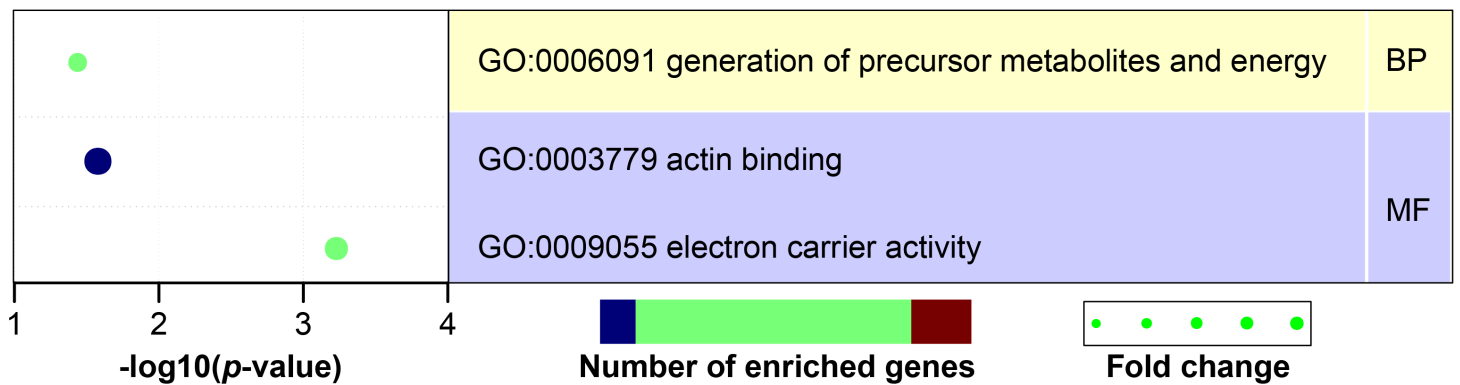 GO:0006091 generation of precursor metabolites and energy
BP
GO:0003779 actin binding
MF
GO:0009055 electron carrier activity
1 2 3 4
-log10(p-value)
Number of enriched genes
Fold change